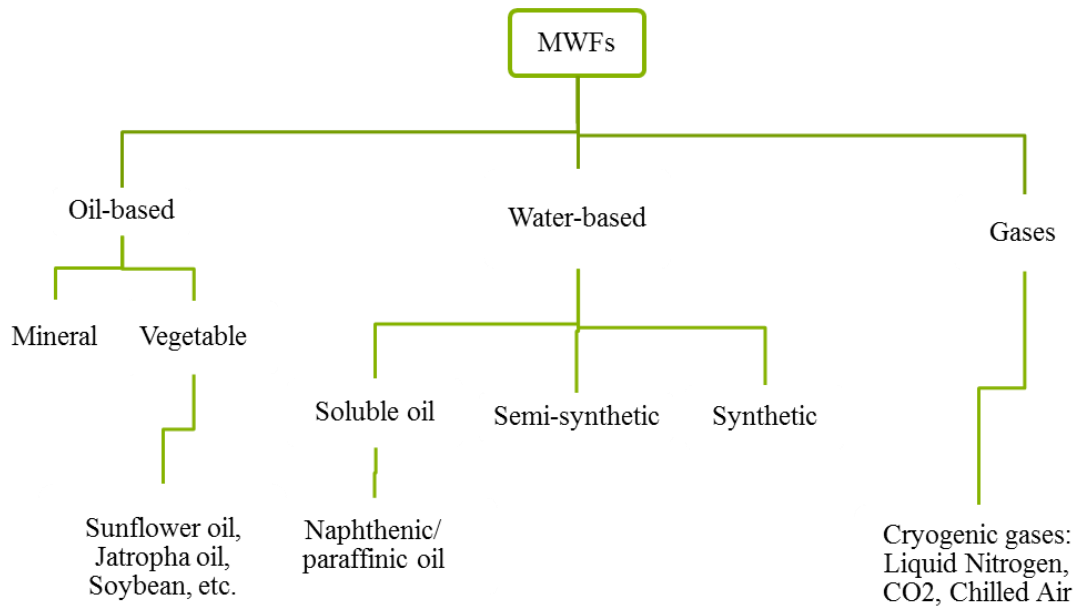 MWFs
Oil-based
Water-based
Gases
Mineral
Vegetable
Soluble oil
Semi-synthetic
Synthetic
Sunflower oil,
Jatropha oil,
Soybean, etc.
Naphthenic/
paraffinic oil
Cryogenic gases:
Liquid Nitrogen,
CO2, Chilled Air